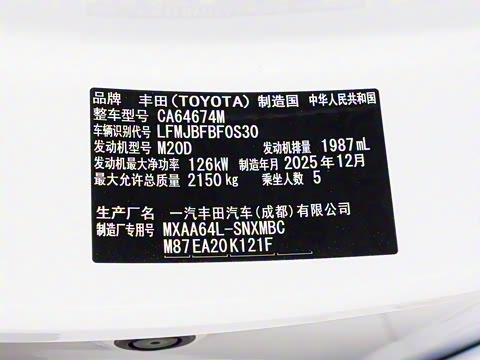 品牌 丰田(TOYOTA) 制造国 中华人民共和国
整车型号 CA64674M
车辆识别代号 LFMJBFBF0S30
发动机型号 M20D 发动机排量 1987mL
发动机最大净功率 126kW 制造年月 2025年12月
最大允许总质量 2150kg 乘坐人数 5
生产厂名 一汽丰田汽车(成都)有限公司
制造厂专用号 MXAA64L-SNXMBC
M87EA20K121F